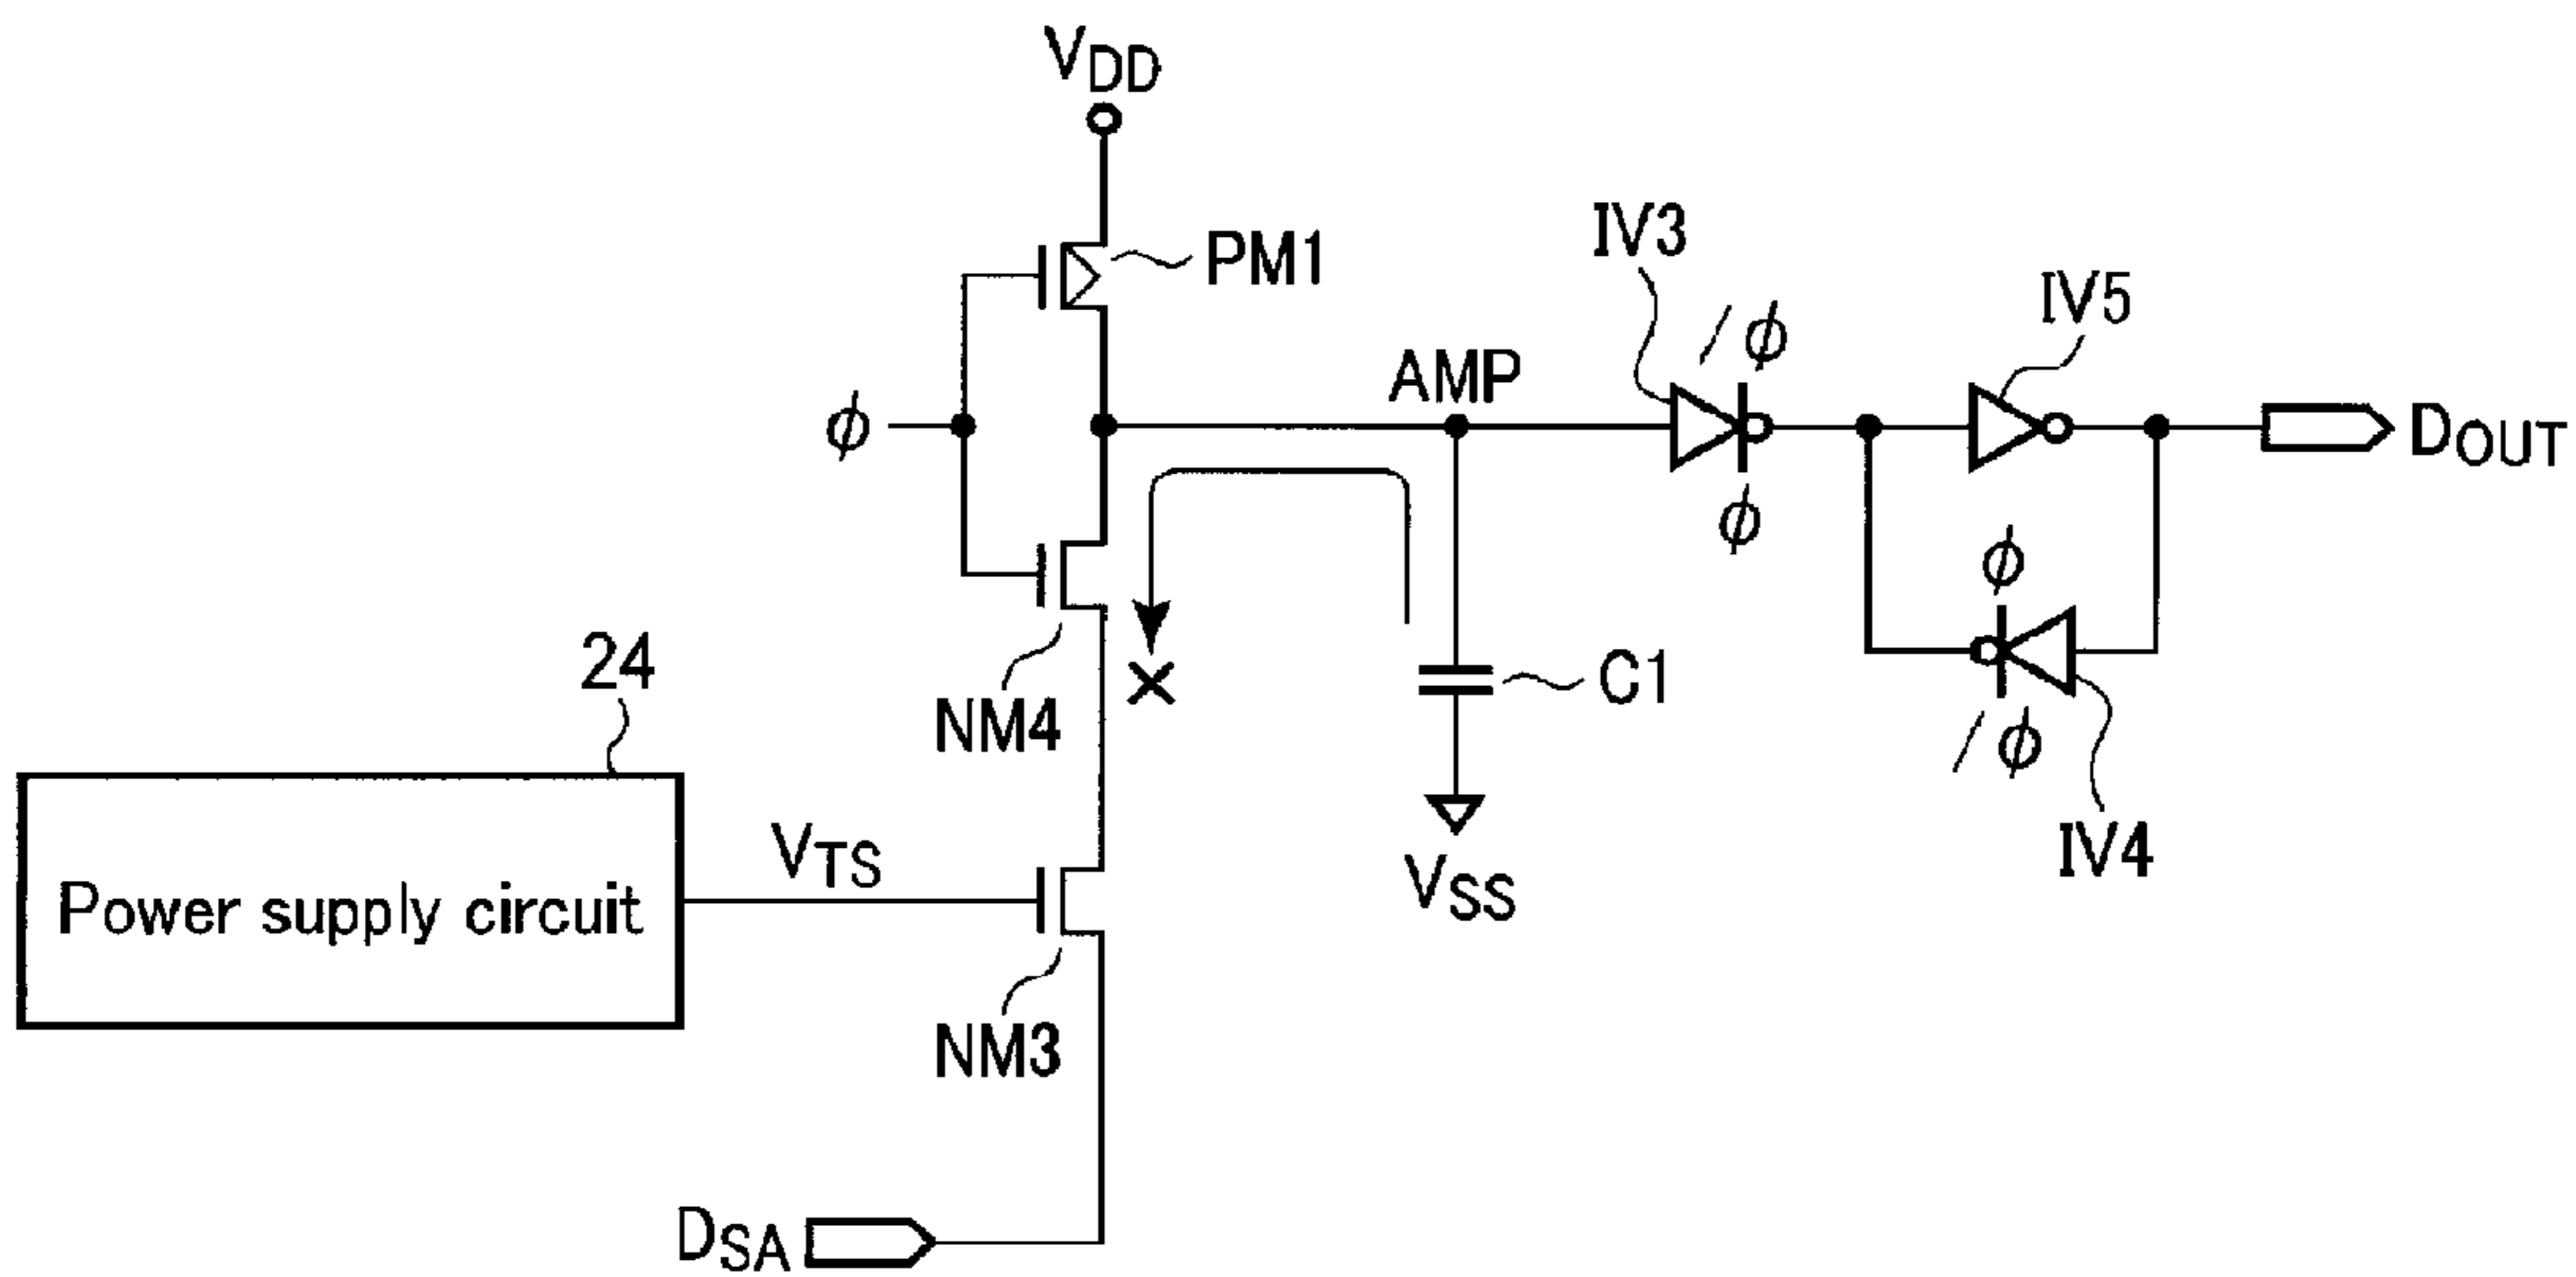 VDD
PM1
IV3
/ϕ
IV5
AMP
ϕ
DOUT
ϕ
ϕ
24
NM4
×
C1
/ϕ
Power supply circuit
VTS
VSS
IV4
NM3
DSA